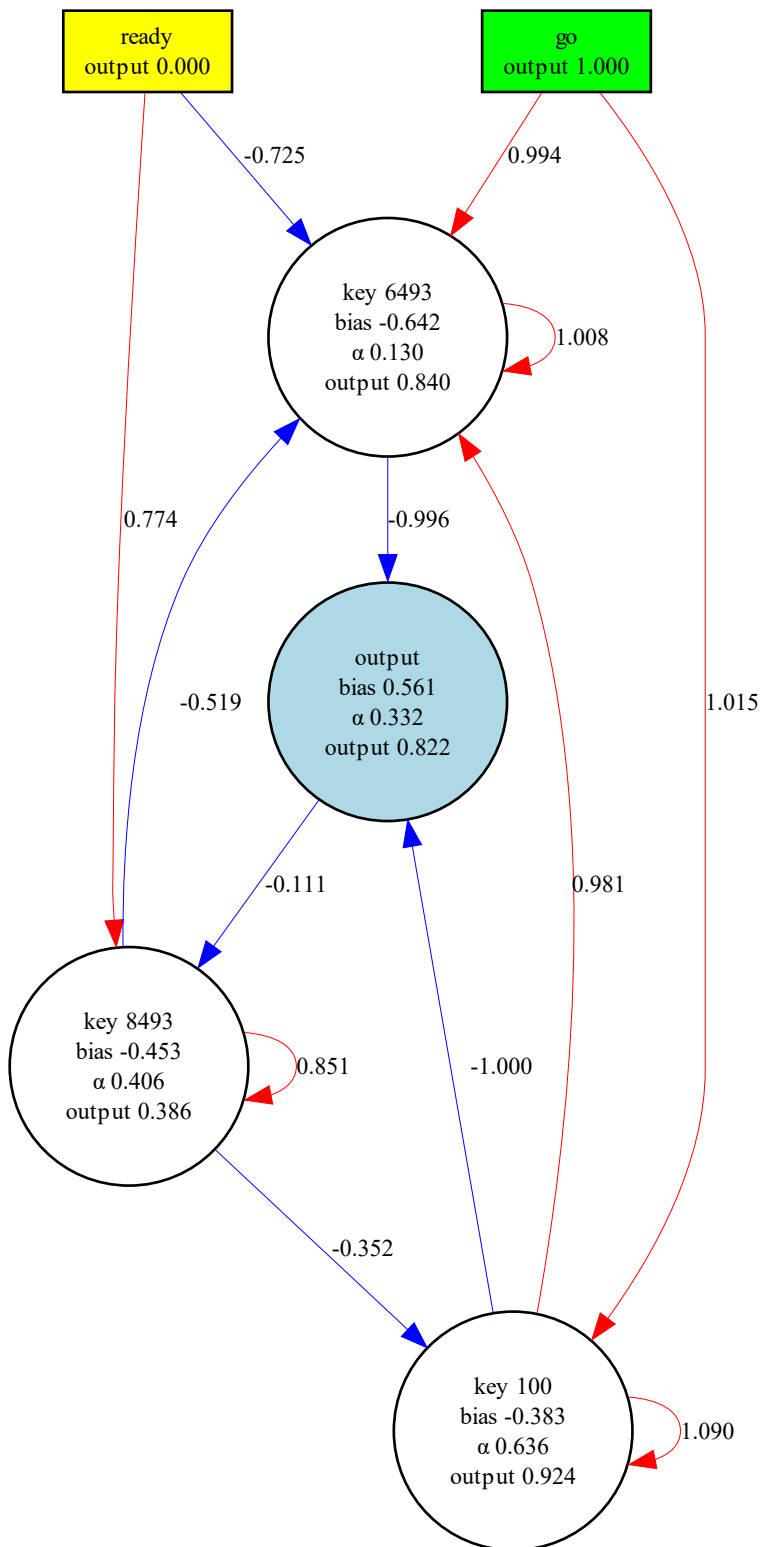 ready
output 0.000
go
output 1.000
-0.725
0.994
key 6493
bias -0.642
α 0.130
output 0.840
1.008
0.774
-0.996
output
bias 0.561
α 0.332
output 0.822
-0.519
1.015
-0.111
0.981
key 8493
bias -0.453
α 0.406
output 0.386
0.851
-1.000
-0.352
key 100
bias -0.383
α 0.636
output 0.924
1.090